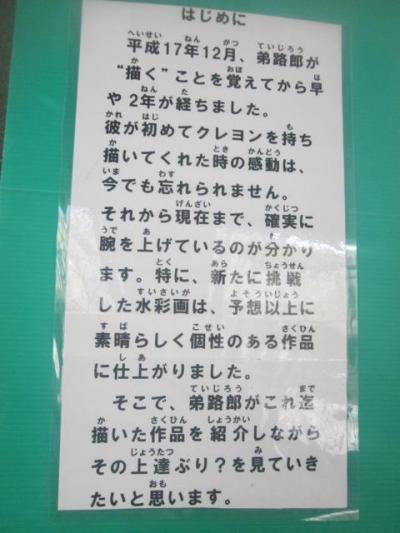 はじめに
平成17年12月、弟路郎が
“描く”ことを覚えてから早
や2年が経ちました。
彼が初めてクレヨンを持ち
描いてくれた時の感動は、
今でも忘れられません。
それから現在まで、確実に
腕を上げているのが分かり
ます。特に、新たに挑戦
した水彩画は、予想以上に
素晴らしく個性のある作品
に仕上がりました。
そこで、弟路郎がこれ迄
描いた作品を紹介しながら
その上達ぶり？を見ていき
たいと思います。